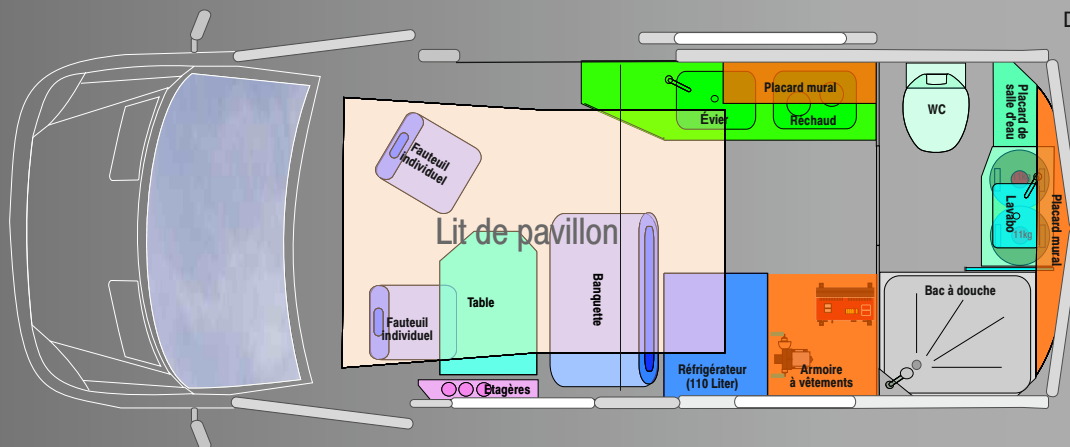 D
Placard mural
Évier
Réchaud
WC
Placard de
salle d'eau
Fauteuil
individuel
Lit de pavillon
Lavabo
11kg
Placard mural
Banquette
Table
Bac à douche
Fauteuil
individuel
Réfrigérateur
(110 Liter)
Armoire
à vêtements
Etagères